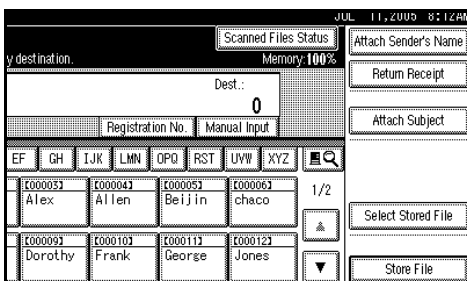 JUL 11,2005 8:12AM
Scanned Files Status
Attach Sender's Name
y destination.
Memory:100%
Return Receipt
Dest.:
0
Registration No.
Manual Input
Attach Subject
EF GH IJK LMN OPQ RST UVW XYZ
[00003] [00004] [00005] [00006]
Alex Allen Beijin chaco
1/2
Select Stored File
[00009] [00010] [00011] [00012]
Dorothy Frank George Jones
Store File